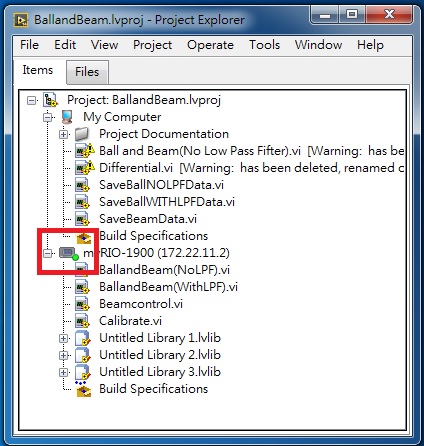 BallandBeam.lvproj - Project Explorer
File Edit View Project Operate Tools Window Help
Items Files
Project: BallandBeam.lvproj
My Computer
Project Documentation
Ball and Beam(No Low Pass Fifter).vi [Warning: has be
Differential.vi [Warning: has been deleted, renamed o
SaveBallNOLPFData.vi
SaveBallWITHLPFData.vi
SaveBeamData.vi
Build Specifications
myRIO-1900 (172.22.11.2)
BallandBeam(NoLPF).vi
BallandBeam(WithLPF).vi
Beamcontrol.vi
Calibrate.vi
Untitled Library 1.lvlib
Untitled Library 2.lvlib
Untitled Library 3.lvlib
Build Specifications